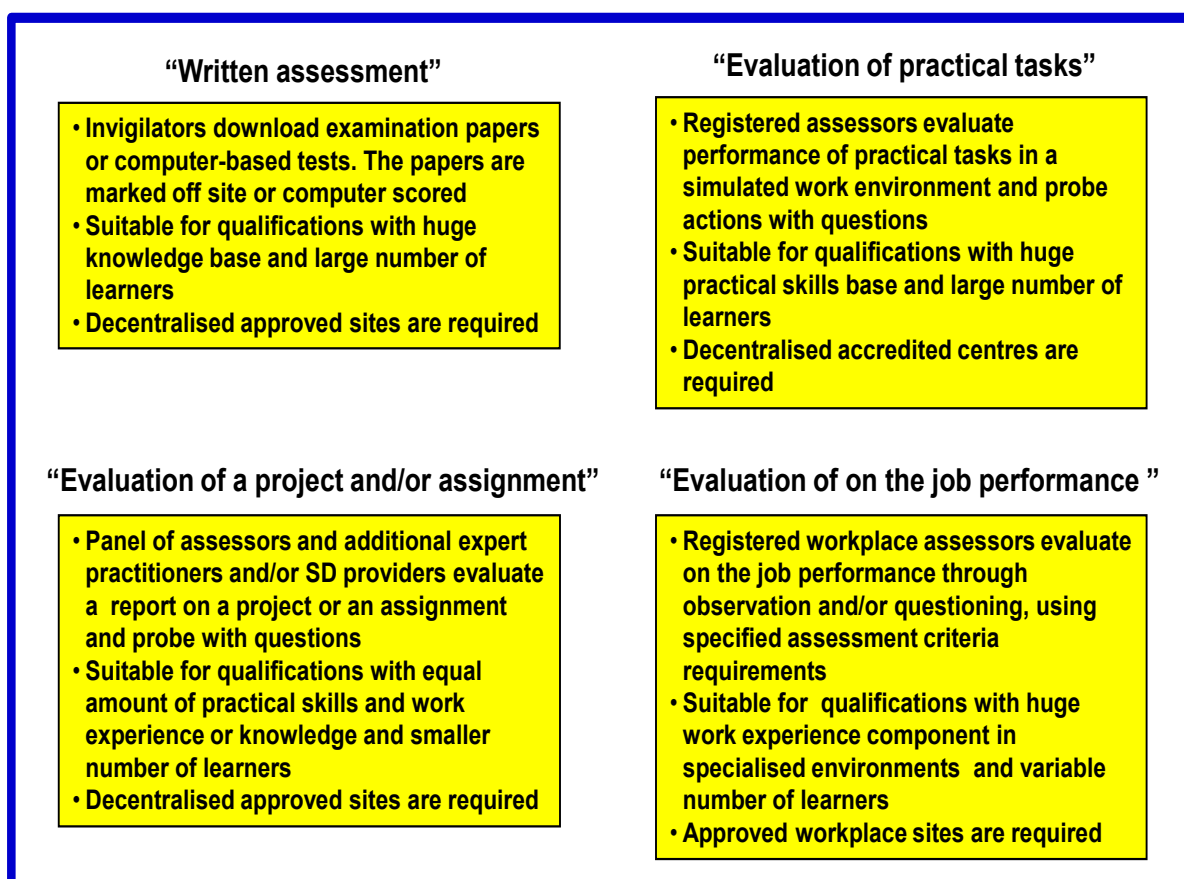 “Written assessment”
• Invigilators download examination papers
or computer-based tests. The papers are
marked off site or computer scored
• Suitable for qualifications with huge
knowledge base and large number of
learners
• Decentralised approved sites are required
“Evaluation of practical tasks”
• Registered assessors evaluate
performance of practical tasks in a
simulated work environment and probe
actions with questions
• Suitable for qualifications with huge
practical skills base and large number of
learners
• Decentralised accredited centres are
required
“Evaluation of a project and/or assignment”
• Panel of assessors and additional expert
practitioners and/or SD providers evaluate
a report on a project or an assignment
and probe with questions
• Suitable for qualifications with equal
amount of practical skills and work
experience or knowledge and smaller
number of learners
• Decentralised approved sites are required
“Evaluation of on the job performance ”
• Registered workplace assessors evaluate
on the job performance through
observation and/or questioning, using
specified assessment criteria
requirements
• Suitable for qualifications with huge
work experience component in
specialised environments and variable
number of learners
• Approved workplace sites are required